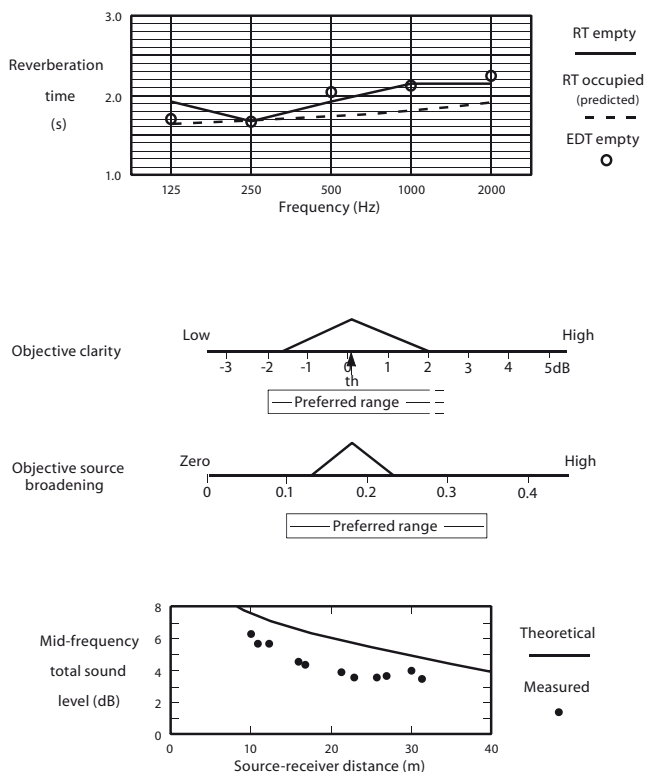 3.0
Reverberation
time
(s)
2.0
1.0
125 250 500 1000 2000
Frequency (Hz)
RT empty
RT occupied
(predicted)
EDT empty
Objective clarity
Low High
-3 -2 -1 0 1 2 3 4 5dB
th
Preferred range
Objective source
broadening
Zero High
0 0.1 0.2 0.3 0.4
Preferred range
Mid-frequency
total sound
level (dB)
8
6
4
2
0
0 10 20 30 40
Source-receiver distance (m)
Theoretical
Measured